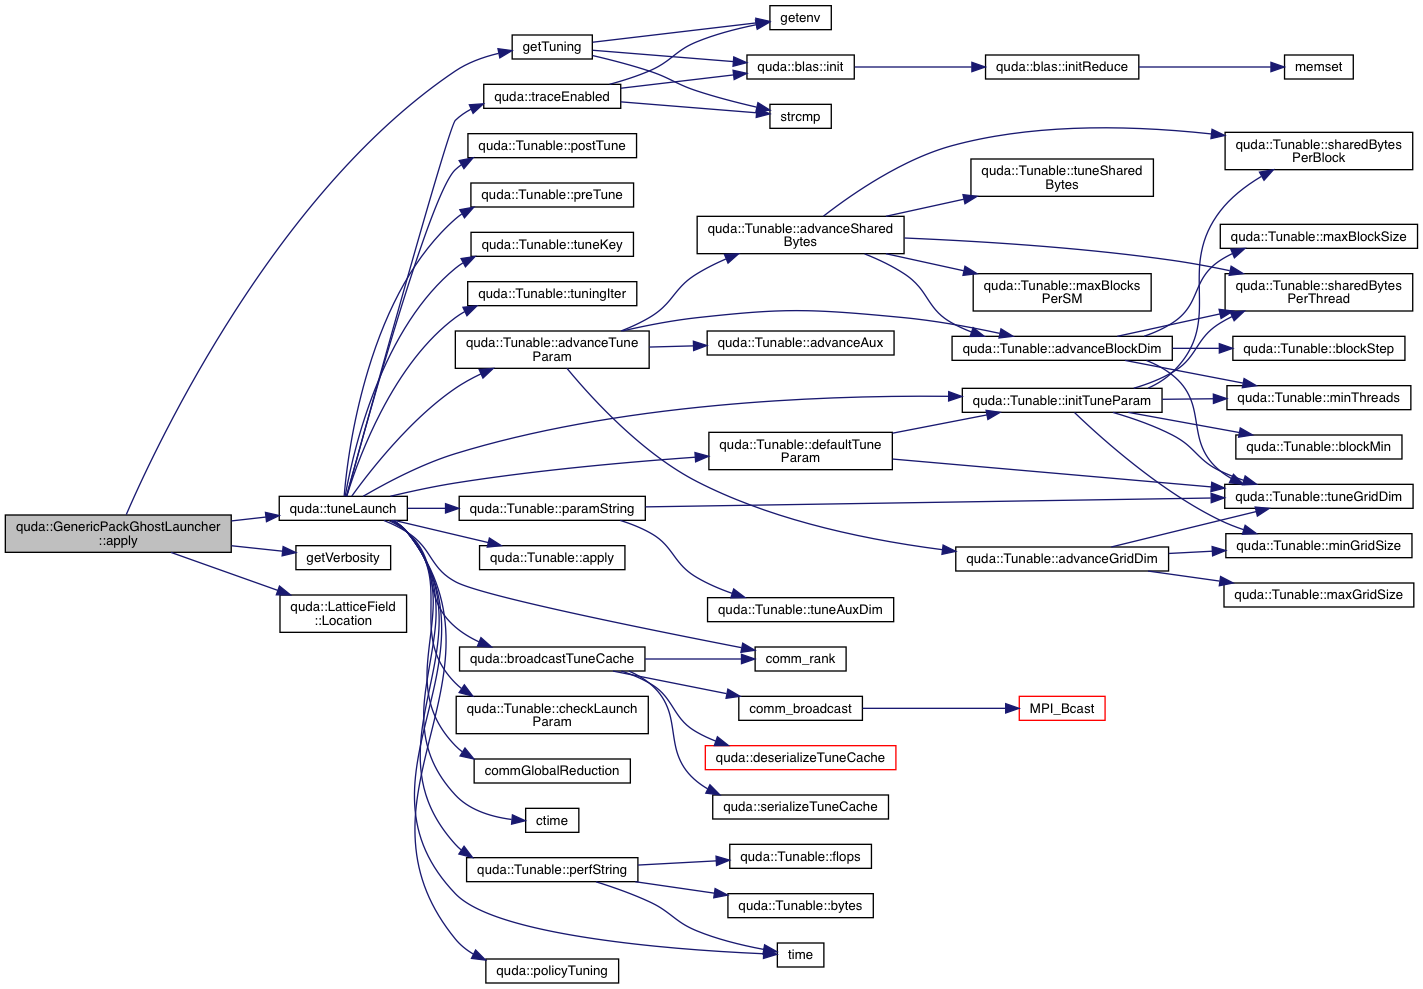 getenv
getTuning
quda::blas::init
quda::blas::initReduce
memset
quda::traceEnabled
strcmp
quda::Tunable::postTune
quda::Tunable::sharedBytes
PerBlock
quda::Tunable::tuneShared
Bytes
quda::Tunable::preTune
quda::Tunable::advanceShared
Bytes
quda::Tunable::maxBlockSize
quda::Tunable::tuneKey
quda::Tunable::tuningIter
quda::Tunable::maxBlocks
PerSM
quda::Tunable::sharedBytes
PerThread
quda::Tunable::advanceTune
Param
quda::Tunable::advanceAux
quda::Tunable::advanceBlockDim
quda::Tunable::blockStep
quda::Tunable::initTuneParam
quda::Tunable::minThreads
quda::Tunable::defaultTune
Param
quda::Tunable::blockMin
quda::Tunable::tuneGridDim
quda::tuneLaunch
quda::Tunable::paramString
quda::GenericPackGhostLauncher
::apply
getVerbosity
quda::Tunable::apply
quda::Tunable::advanceGridDim
quda::Tunable::minGridSize
quda::Tunable::maxGridSize
quda::LatticeField
::Location
quda::Tunable::tuneAuxDim
quda::broadcastTuneCache
comm_rank
quda::Tunable::checkLaunch
Param
comm_broadcast
MPI_Bcast
quda::deserializeTuneCache
commGlobalReduction
quda::serializeTuneCache
ctime
quda::Tunable::perfString
quda::Tunable::flops
quda::Tunable::bytes
time
quda::policyTuning